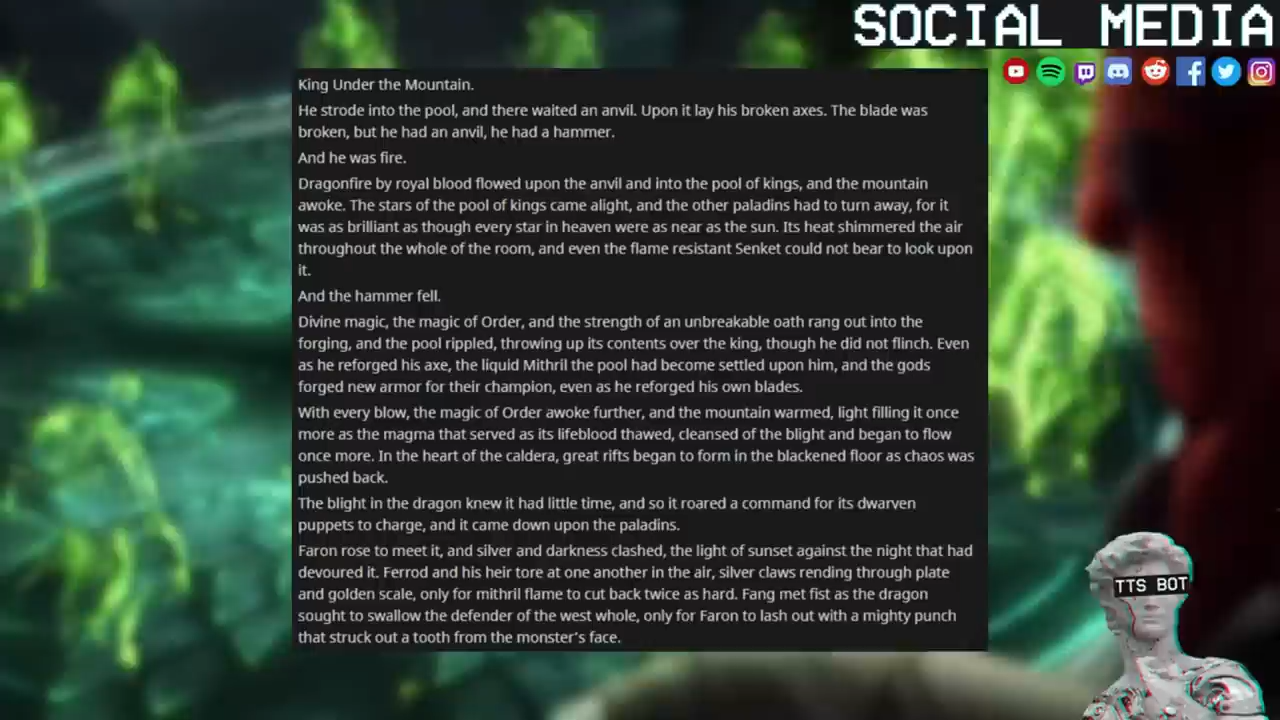 SOCIAL MEDIA
King Under the Mountain.
He strode into the pool, and there waited an anvil. Upon it lay his broken axes. The blade was
broken, but he had an anvil, he had a hammer.
And he was fire.
Dragonfire by royal blood flowed upon the anvil and into the pool of kings, and the mountain
awoke. The stars of the pool of kings came alight, and the other paladins had to turn away, for it
was as brilliant as though every star in heaven were as near as the sun. Its heat shimmered the air
throughout the whole of the room, and even the flame resistant Senket could not bear to look upon
it.
And the hammer fell.
Divine magic, the magic of Order, and the strength of an unbreakable oath rang out into the
forging, and the pool rippled, throwing up its contents over the king, though he did not flinch. Even
as he reforged his axe, the liquid Mithril the pool had become settled upon him, and the gods
forged new armor for their champion, even as he reforged his own blades.
With every blow, the magic of Order awoke further, and the mountain warmed, light filling it once
more as the magma that served as its lifeblood thawed, cleansed of the blight and began to flow
once more. In the heart of the caldera, great rifts began to form in the blackened floor as chaos was
pushed back.
The blight in the dragon knew it had little time, and so it roared a command for its dwarven
puppets to charge, and it came down upon the paladins.
Faron rose to meet it, and silver and darkness clashed, the light of sunset against the night that had
devoured it. Ferrod and his heir tore at one another in the air, silver claws rending through plate
and golden scale, only for mithril flame to cut back twice as hard. Fang met fist as the dragon
sought to swallow the defender of the west whole, only for Faron to lash out with a mighty punch
that struck out a tooth from the monster's face.
TTS BOT